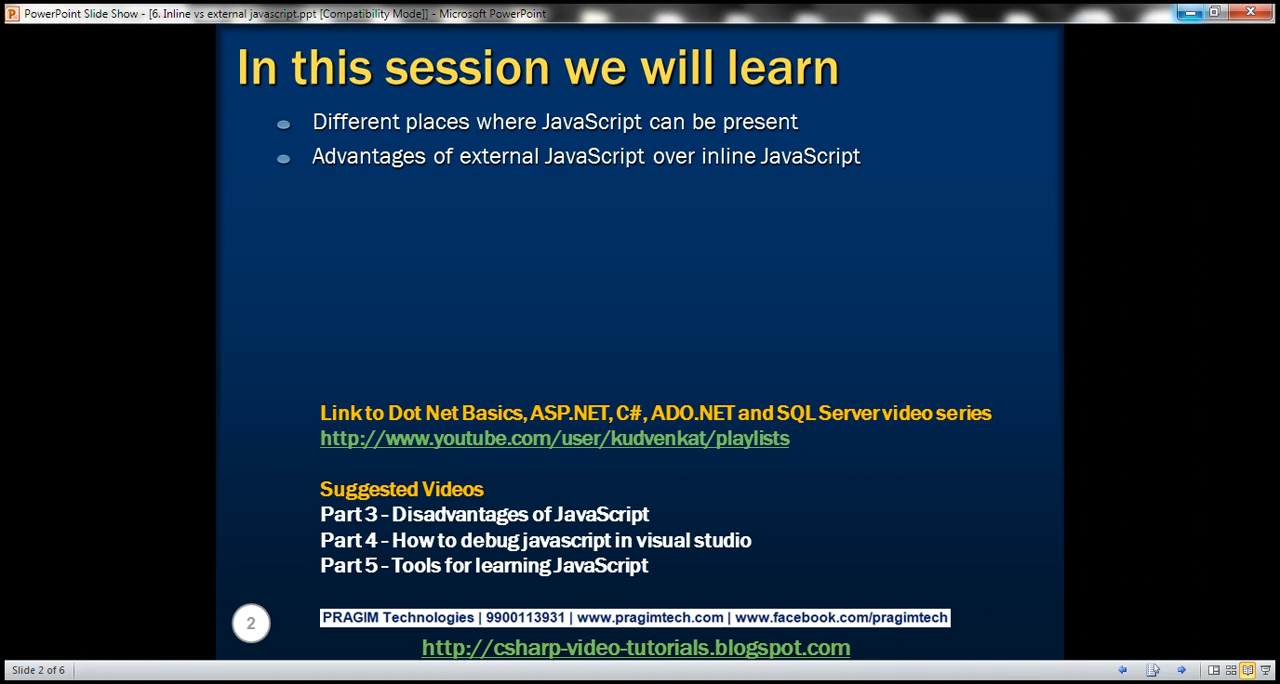 PowerPoint Slide Show - [6. Inline vs external javascript.ppt [Compatibility Mode]] - Microsoft PowerPoint
In this session we will learn
Different places where JavaScript can be present
Advantages of external JavaScript over inline JavaScript
Link to Dot Net Basics, ASP.NET, C#, ADO.NET and SQL Server video series
http://www.youtube.com/user/kudvenkat/playlists
Suggested Videos
Part 3 - Disadvantages of JavaScript
Part 4 - How to debug javascript in visual studio
Part 5 - Tools for learning JavaScript
2
PRAGIM Technologies | 9900113931 | www.pragimtech.com | www.facebook.com/pragimtech
http://csharp-video-tutorials.blogspot.com
Slide 2 of 6